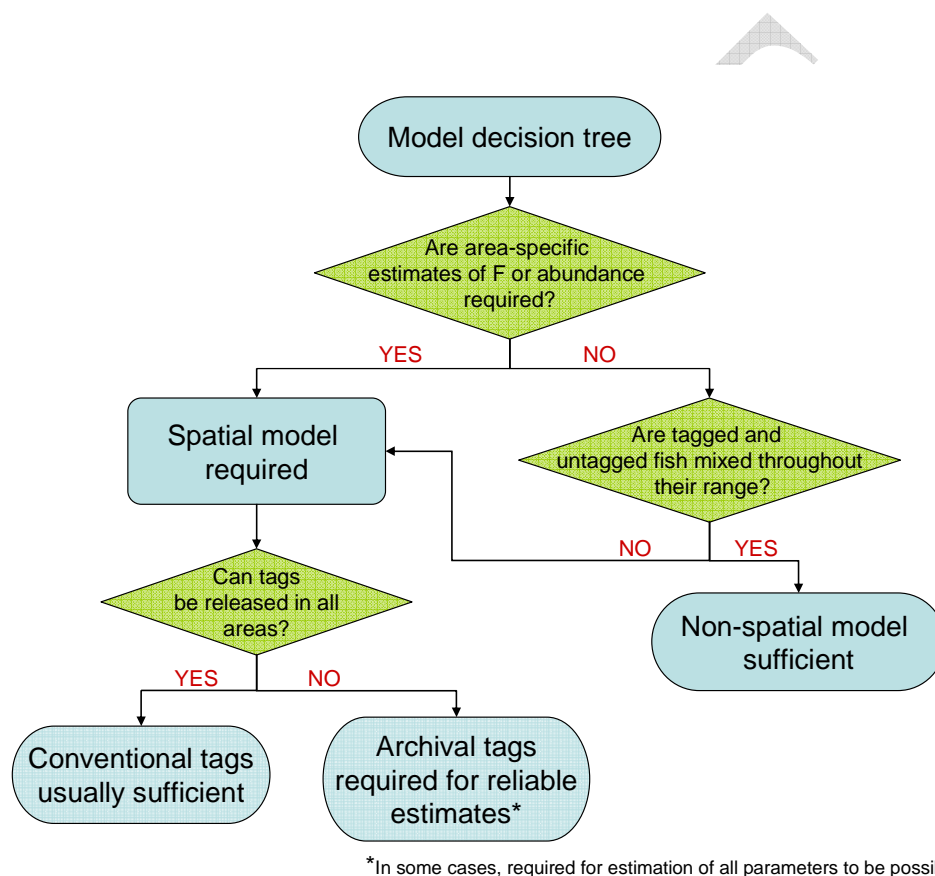 Model decision tree
Are area-specific
estimates of F or abundance
required?
YES
NO
Spatial model
required
Are tagged and
untagged fish mixed throughout
their range?
NO
YES
Can tags
be released in all
areas?
Non-spatial model
sufficient
YES
NO
Conventional tags
usually sufficient
Archival tags
required for reliable
estimates*
*In some cases, required for estimation of all parameters to be possi